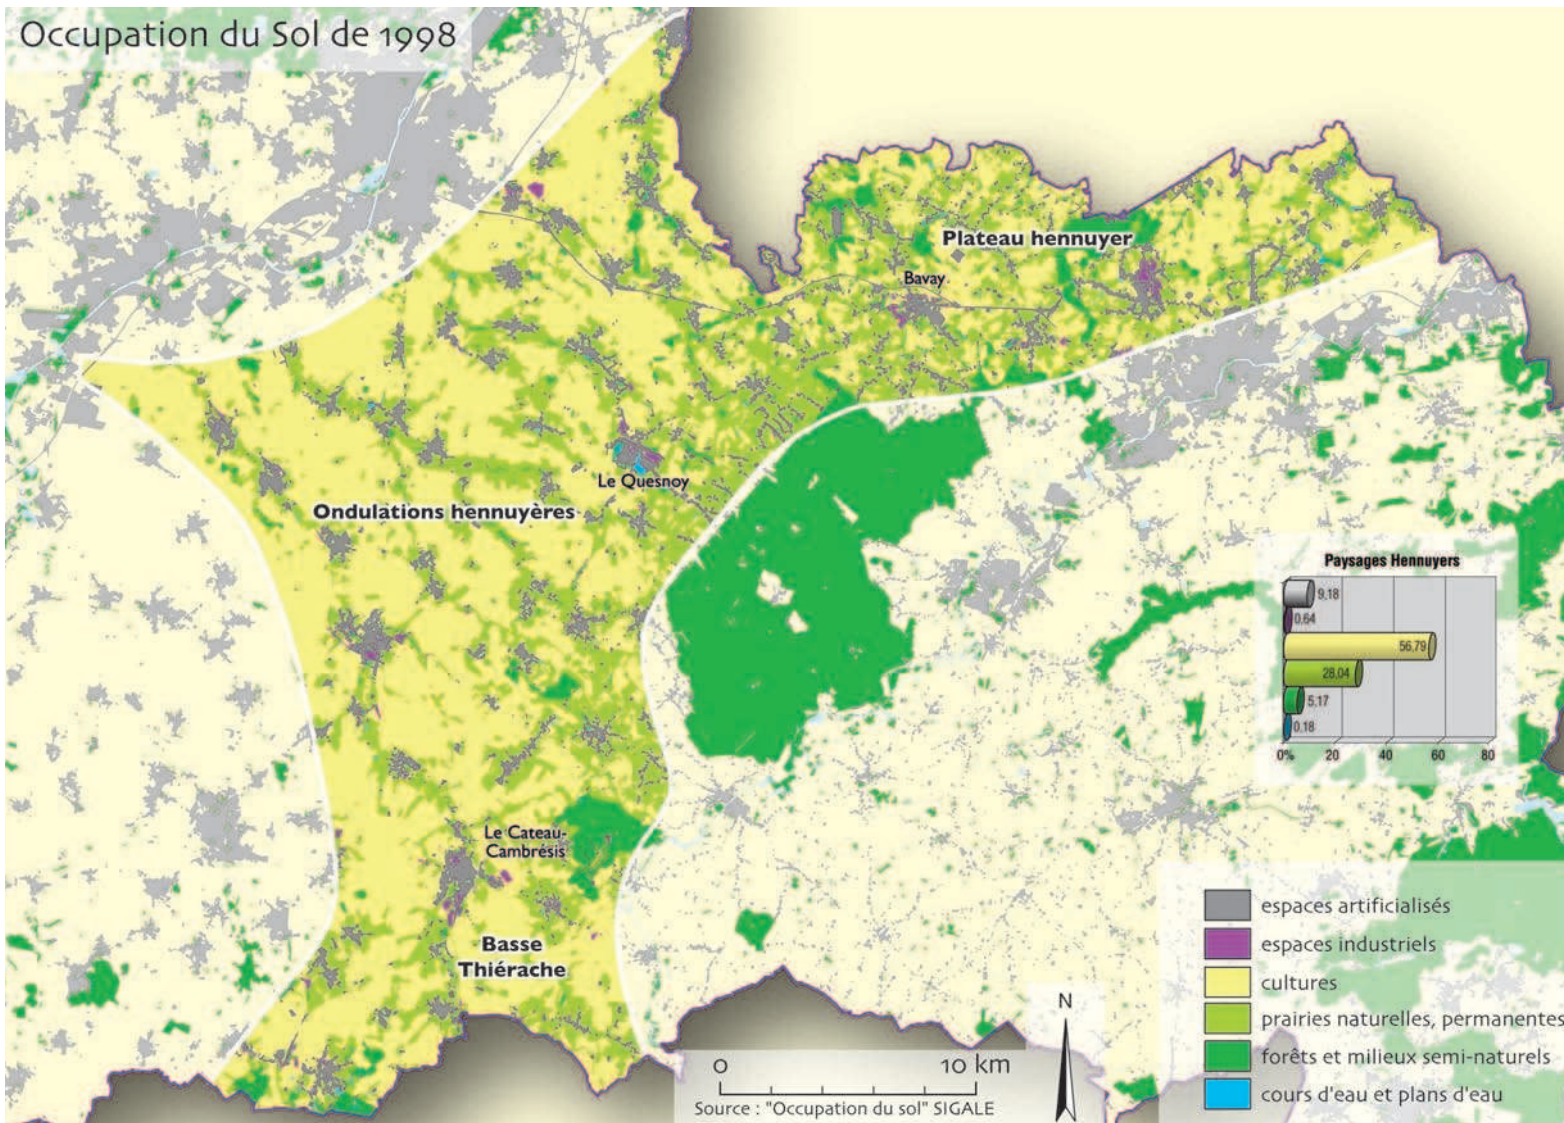 Occupation du Sol de 1998
Plateau hennuyer
Bavay
Le Quesnoy
Ondulations hennuyères
Le Cateau-
Cambrésis
Basse
Thiérache
Paysages Hennuyers
9,18
0,64
56,79
28,04
5,17
0,18
0% 20 40 60 80
espaces artificialisés
espaces industriels
cultures
prairies naturelles, permanentes
forêts et milieux semi-naturels
cours d'eau et plans d'eau
N
0 10 km
Source : "Occupation du sol" SIGALE